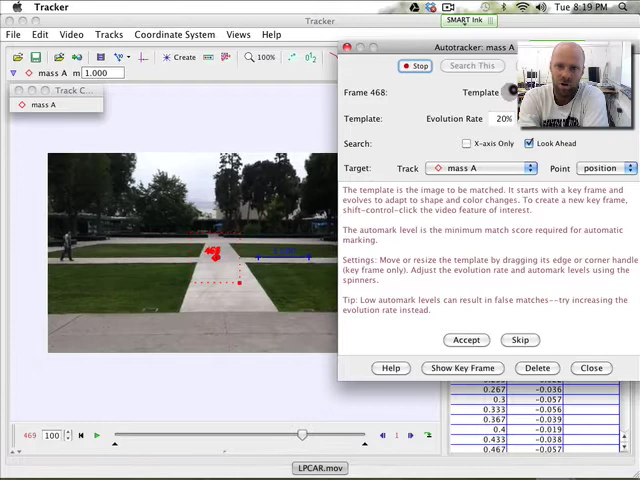 Tracker
Tue 8:19 PM
Tracker
SMART Ink
File Edit Video Tracks Coordinate System Views Help
Create
100%
mass A m 1.000
Track C...
mass A
468
Autotracker: mass A
Stop
Search This
Frame 468:
Template
Template:
Evolution Rate 20%
Search:
X-axis Only
Look Ahead
Target:
Track mass A
Point position
The template is the image to be matched. It starts with a key frame and
evolves to adapt to shape and color changes. To create a new key frame,
shift-control-click the video feature of interest.
The automark level is the minimum match score required for automatic
marking.
Settings: Move or resize the template by dragging its edge or corner handle
(key frame only). Adjust the evolution rate and automark levels using the
spinners.
Tip: Low automark levels can result in false matches--try increasing the
evolution rate instead.
Accept
Skip
Help
Show Key Frame
Delete
Close
0.267 -0.036
0.3 -0.057
0.333 -0.036
0.367 -0.057
0.4 -0.019
0.433 -0.038
0.467 -0.057
469 100
1
LPCAR.mov